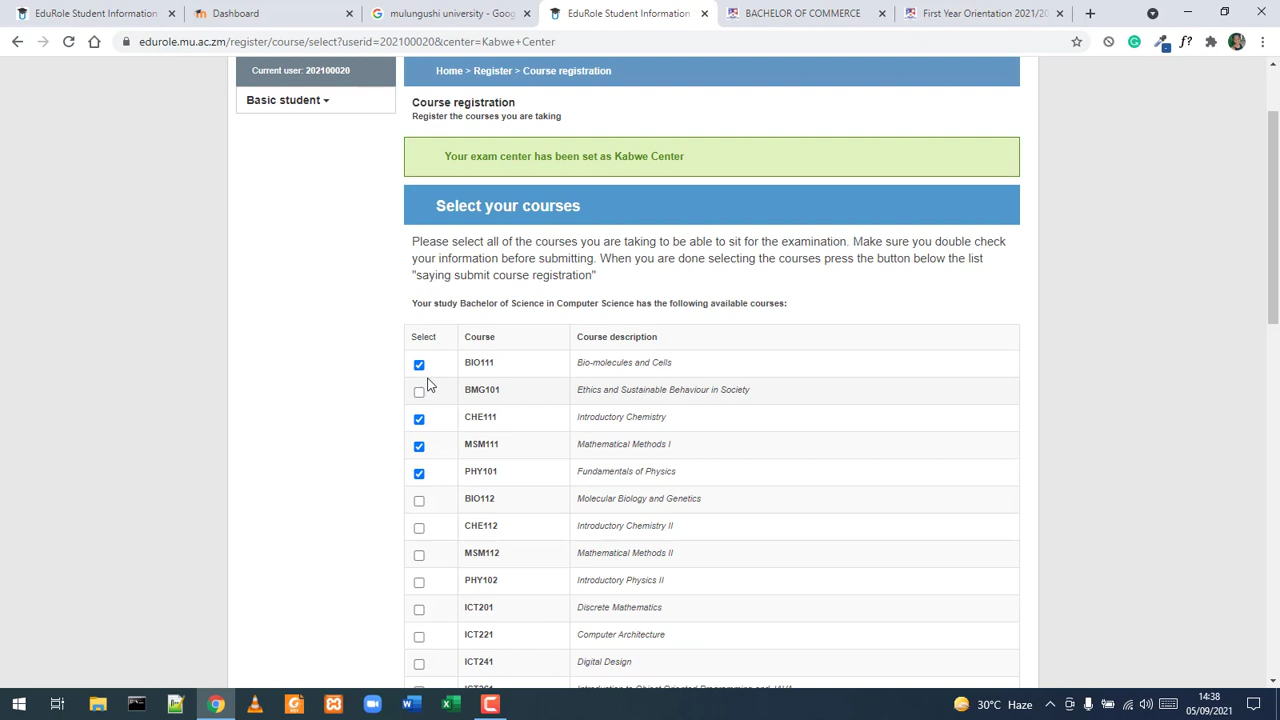 EduRole Student Information
Dashboard
mulungushi university - Goog
EduRole Student Information
BACHELOR OF COMMERCE
First Year Orientation 2021/20
edurole.mu.ac.zm/register/course/select?userid=202100020&center=Kabwe+Center
Current user: 202100020
Home > Register > Course registration
Basic student
Course registration
Register the courses you are taking
Your exam center has been set as Kabwe Center
Select your courses
Please select all of the courses you are taking to be able to sit for the examination. Make sure you double check
your information before submitting. When you are done selecting the courses press the button below the list
"saying submit course registration"
Your study Bachelor of Science in Computer Science has the following available courses:
Select Course Course description
BIO111 Bio-molecules and Cells
BMG101 Ethics and Sustainable Behaviour in Society
CHE111 Introductory Chemistry
MSM111 Mathematical Methods I
PHY101 Fundamentals of Physics
BIO112 Molecular Biology and Genetics
CHE112 Introductory Chemistry II
MSM112 Mathematical Methods II
PHY102 Introductory Physics II
ICT201 Discrete Mathematics
ICT221 Computer Architecture
ICT241 Digital Design
Introduction to Object Oriented Programming and JAVA
30°C Haze
14:38
05/09/2021